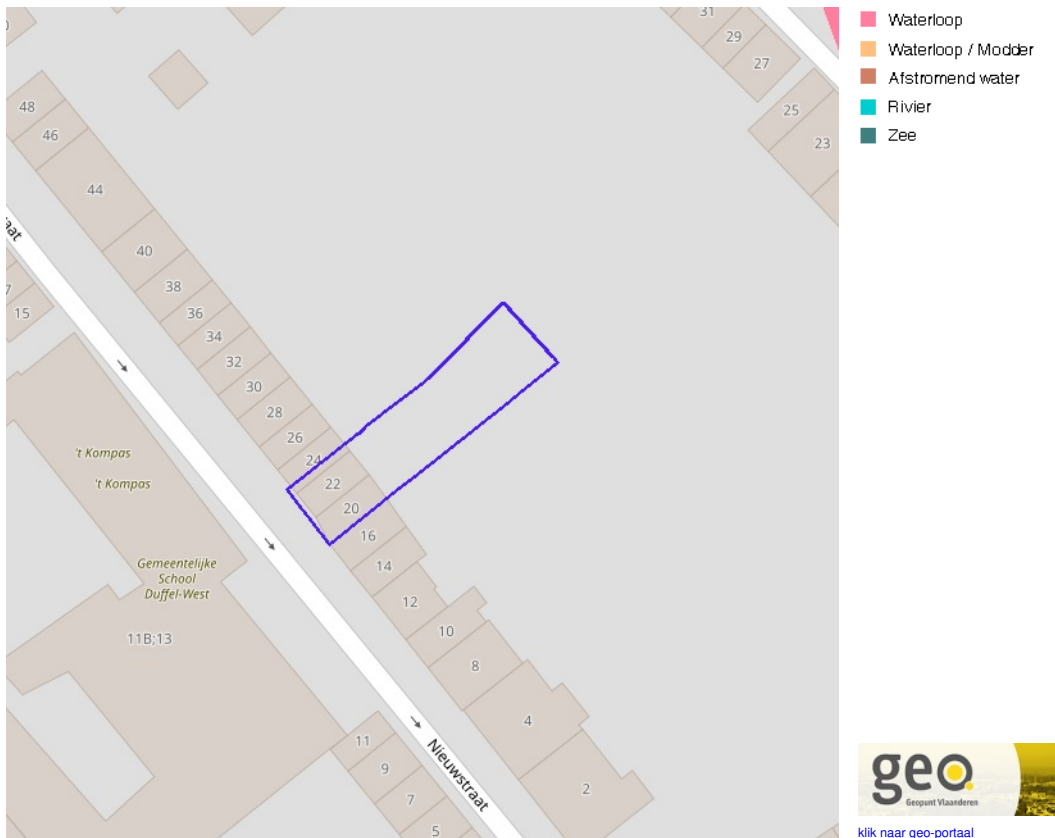 31
29
27
25
23
48
46
44
40
38
36
34
32
30
28
26
24
22
20
16
14
12
10
8
4
2
15
't Kompas
't Kompas
Gemeentelijke
School
Duffel-West
11B;13
11
9
7
5
Nieuwstraat
Waterloop
Waterloop / Modder
Afstromend water
Rivier
Zee
geo
Geopunt Vlaanderen
klik naar geo-portaal